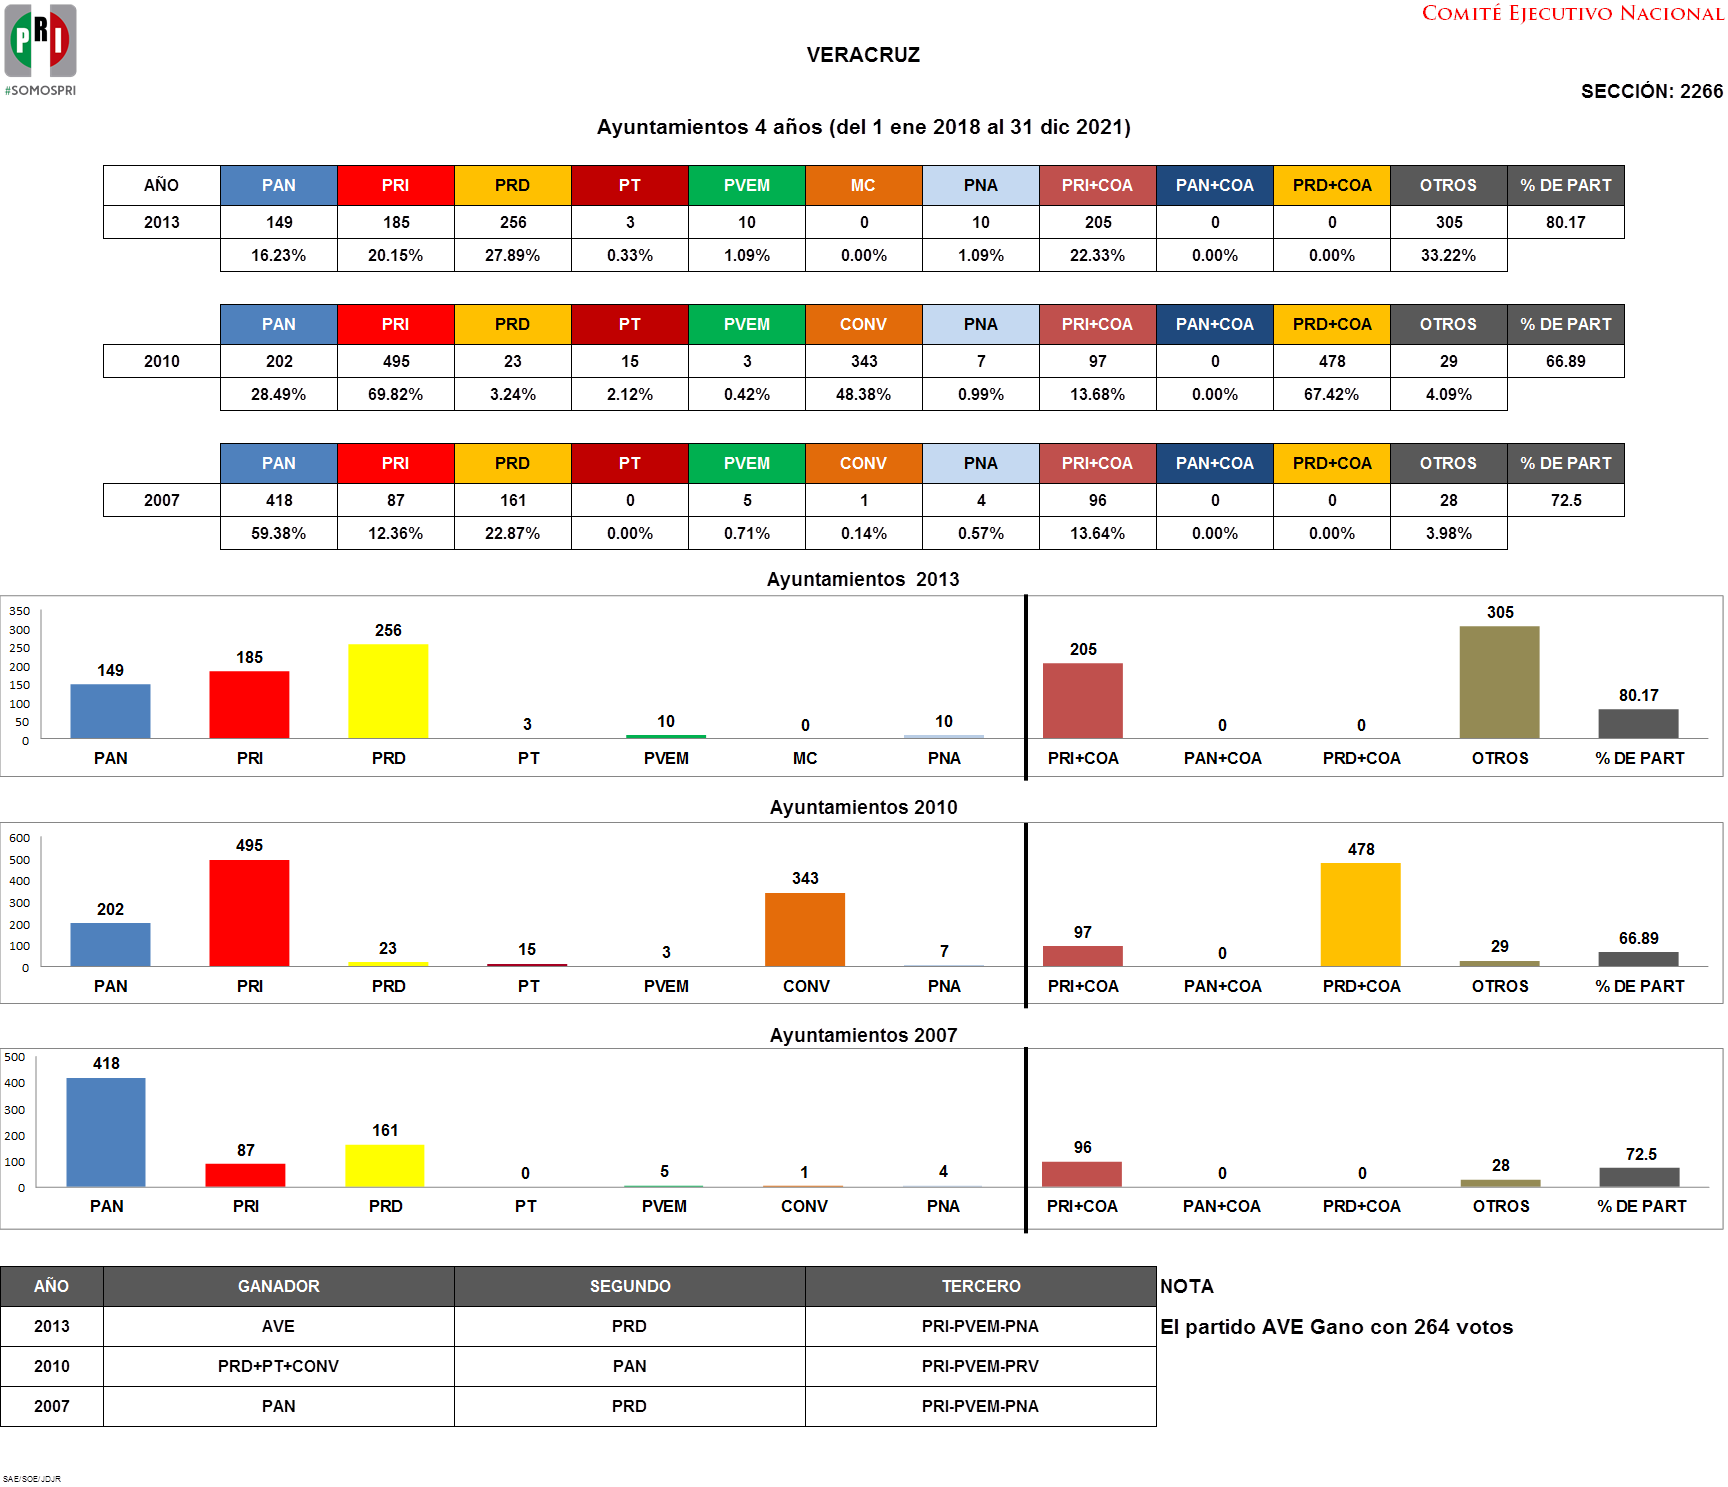 PRI
#SOMOSPRI
COMITÉ EJECUTIVO NACIONAL
VERACRUZ
SECCIÓN: 2266
Ayuntamientos 4 años (del 1 ene 2018 al 31 dic 2021)
AÑO PAN PRI PRD PT PVEM MC PNA PRI+COA PAN+COA PRD+COA OTROS % DE PART
2013 149 185 256 3 10 0 10 205 0 0 305 80.17
16.23% 20.15% 27.89% 0.33% 1.09% 0.00% 1.09% 22.33% 0.00% 0.00% 33.22%
PAN PRI PRD PT PVEM CONV PNA PRI+COA PAN+COA PRD+COA OTROS % DE PART
2010 202 495 23 15 3 343 7 97 0 478 29 66.89
28.49% 69.82% 3.24% 2.12% 0.42% 48.38% 0.99% 13.68% 0.00% 67.42% 4.09%
PAN PRI PRD PT PVEM CONV PNA PRI+COA PAN+COA PRD+COA OTROS % DE PART
2007 418 87 161 0 5 1 4 96 0 0 28 72.5
59.38% 12.36% 22.87% 0.00% 0.71% 0.14% 0.57% 13.64% 0.00% 0.00% 3.98%
Ayuntamientos 2013
350
300
250
200
150
100
50
0
149 185 256 3 10 0 10 205 0 0 305 80.17
PAN PRI PRD PT PVEM MC PNA PRI+COA PAN+COA PRD+COA OTROS % DE PART
Ayuntamientos 2010
600
500
400
300
200
100
0
202 495 23 15 3 343 7 97 0 478 29 66.89
PAN PRI PRD PT PVEM CONV PNA PRI+COA PAN+COA PRD+COA OTROS % DE PART
Ayuntamientos 2007
500
400
300
200
100
0
418 87 161 0 5 1 4 96 0 0 28 72.5
PAN PRI PRD PT PVEM CONV PNA PRI+COA PAN+COA PRD+COA OTROS % DE PART
AÑO GANADOR SEGUNDO TERCERO NOTA
2013 AVE PRD PRI-PVEM-PNA El partido AVE Gano con 264 votos
2010 PRD+PT+CONV PAN PRI-PVEM-PRV
2007 PAN PRD PRI-PVEM-PNA
SAE/SOE/JDJR